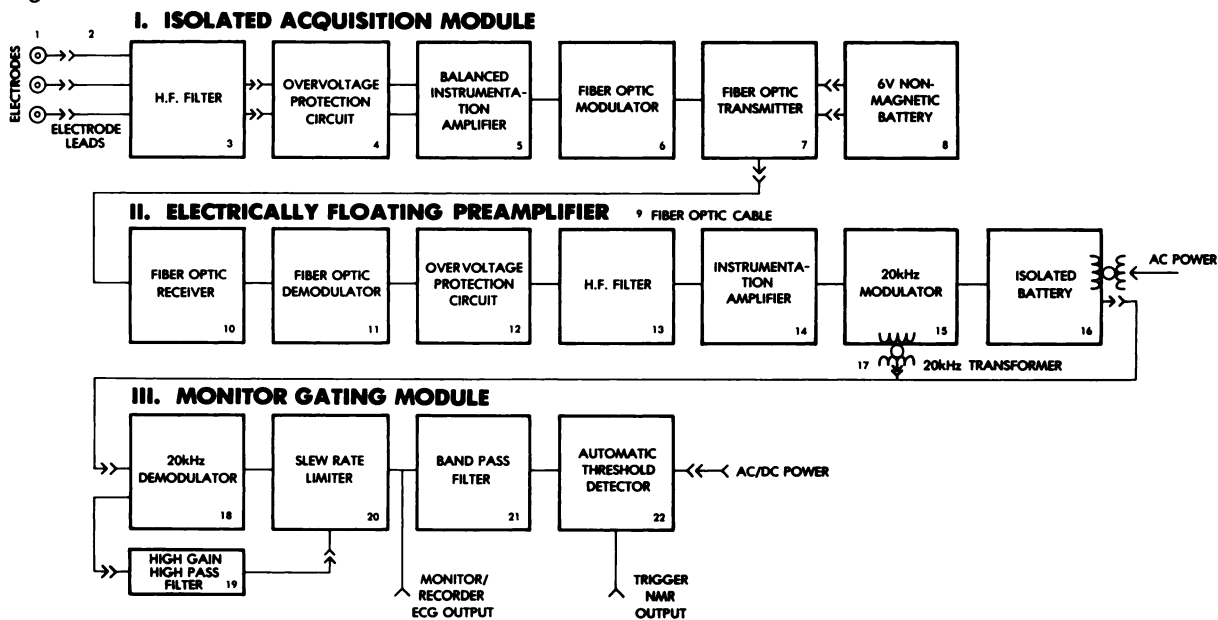 I. ISOLATED ACQUISITION MODULE
1
2
ELECTRODES
ELECTRODE
LEADS
H.F. FILTER
3
OVERVOLTAGE
PROTECTION
CIRCUIT
4
BALANCED
INSTRUMENTA-
TION
AMPLIFIER
5
FIBER OPTIC
MODULATOR
6
FIBER OPTIC
TRANSMITTER
7
6V NON-
MAGNETIC
BATTERY
8
II. ELECTRICALLY FLOATING PREAMPLIFIER
9 FIBER OPTIC CABLE
FIBER OPTIC
RECEIVER
10
FIBER OPTIC
DEMODULATOR
11
OVERVOLTAGE
PROTECTION
CIRCUIT
12
H.F. FILTER
13
INSTRUMENTA-
TION
AMPLIFIER
14
20kHz
MODULATOR
15
ISOLATED
BATTERY
16
AC POWER
17
20kHz TRANSFORMER
III. MONITOR GATING MODULE
20kHz
DEMODULATOR
18
SLEW RATE
LIMITER
20
BAND PASS
FILTER
21
AUTOMATIC
THRESHOLD
DETECTOR
22
AC/DC POWER
HIGH GAIN
HIGH PASS
FILTER 19
MONITOR/
RECORDER
ECG OUTPUT
TRIGGER
NMR
OUTPUT